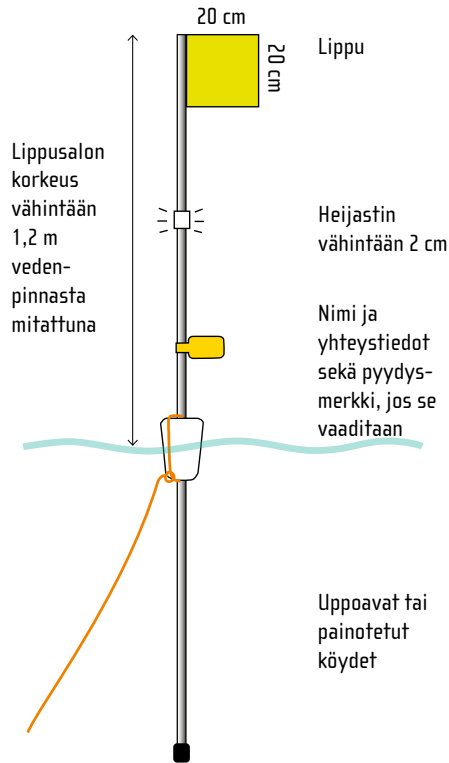 20 cm
20 cm
Lippu
Lippusalon
korkeus
vähintään
1,2 m
veden-
pinnasta
mitattuna
Heijastin
vähintään 2 cm
Nimi ja
yhteystiedot
sekä pyydys-
merkki, jos se
vaaditaan
Uppoavat tai
painotetut
köydet